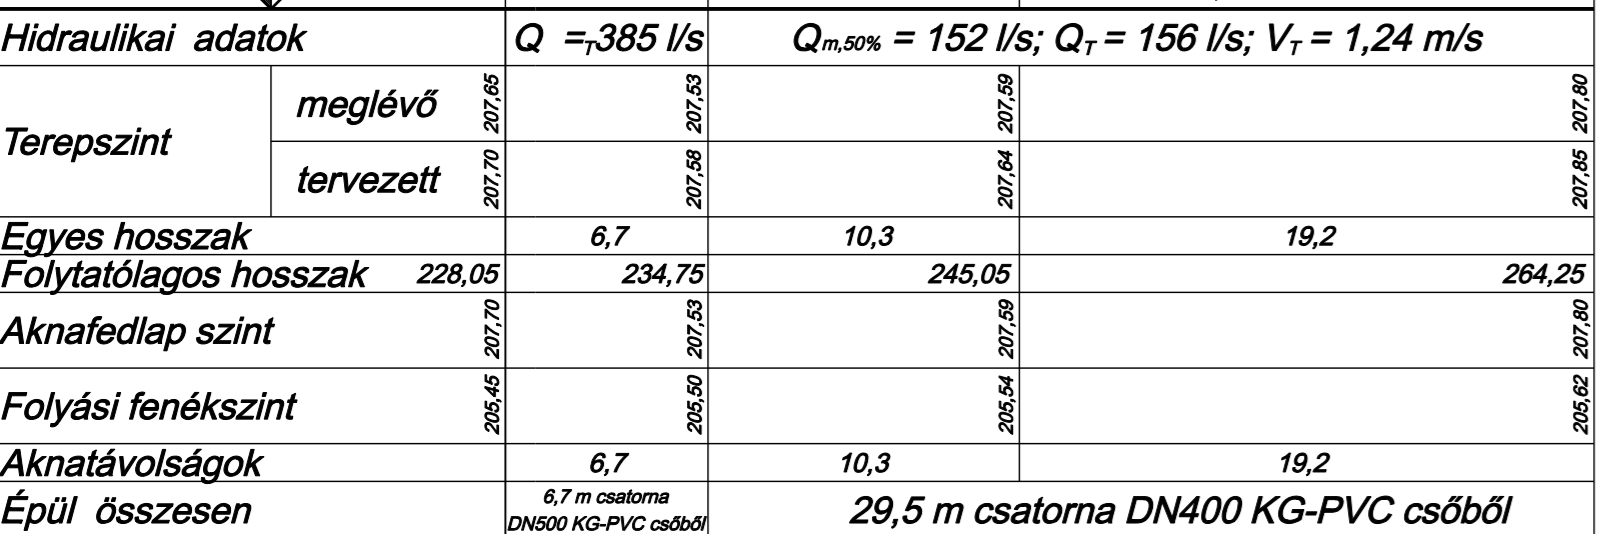 Hidraulikai adatok Q =T385 l/s Qm,50% = 152 l/s; QT = 156 l/s; VT = 1,24 m/s
Terepszint
meglévő 207,65 207,53 207,59 207,80
tervezett 207,70 207,58 207,64 207,85
Egyes hosszak 6,7 10,3 19,2
Folytatólagos hosszak 228,05 234,75 245,05 264,25
Aknafedlap szint 207,70 207,53 207,59 207,80
Folyási fenékszint 205,45 205,50 205,54 205,62
Aknatávolságok 6,7 10,3 19,2
Épül összesen
6,7 m csatorna
DN500 KG-PVC csőből
29,5 m csatorna DN400 KG-PVC csőből